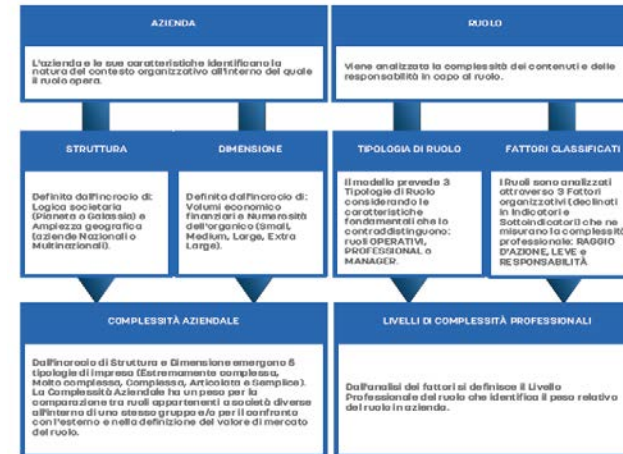 AZIENDA
L'azienda e le sue caratteristiche identificano la
natura del contesto organizzativo all'interno del quale
il ruolo opera.
RUOLO
Viene analizzata la complessità dei contenuti e delle
responsabilità in capo al ruolo.
STRUTTURA
Definita dall'incrocio di:
Logica societaria
(Pianeta o Galassia) e
Ampiezza geografica
(aziende Nazionali o
Multinazionali).
DIMENSIONE
Definita dall'incrocio di:
Volumi economico
finanziari e Numerosità
dell'organico (Small,
Medium, Large, Extra
Large).
TIPOLOGIA DI RUOLO
Il modello prevede 3
Tipologie di Ruolo
considerando le
caratteristiche
fondamentali che lo
contraddistinguono:
ruoli OPERATIVI,
PROFESSIONAL o
MANAGER.
FATTORI CLASSIFICATI
I Ruoli sono analizzati
attraverso 3 Fattori
organizzativi (declinati
in Indicatori e
Sottoindicatori) che ne
misurano la complessità
professionale: RAGGIO
D'AZIONE, LEVE e
RESPONSABILITÀ
COMPLESSITÀ AZIENDALE
Dall'incrocio di Struttura e Dimensione emergono 5
tipologie di Impresa (Estremamente complessa,
Molto complessa, Complessa, Articolata e Semplice).
La Complessità Aziendale ha un peso per la
comparazione tra ruoli appartenenti a società diverse
all'interno di uno stesso gruppo e/o per il confronto
con l'esterno e nella definizione del valore di mercato
del ruolo.
LIVELLI DI COMPLESSITÀ PROFESSIONALI
Dall'analisi dei fattori si definisce il Livello
Professionale del ruolo che identifica il peso relativo
del ruolo in azienda.